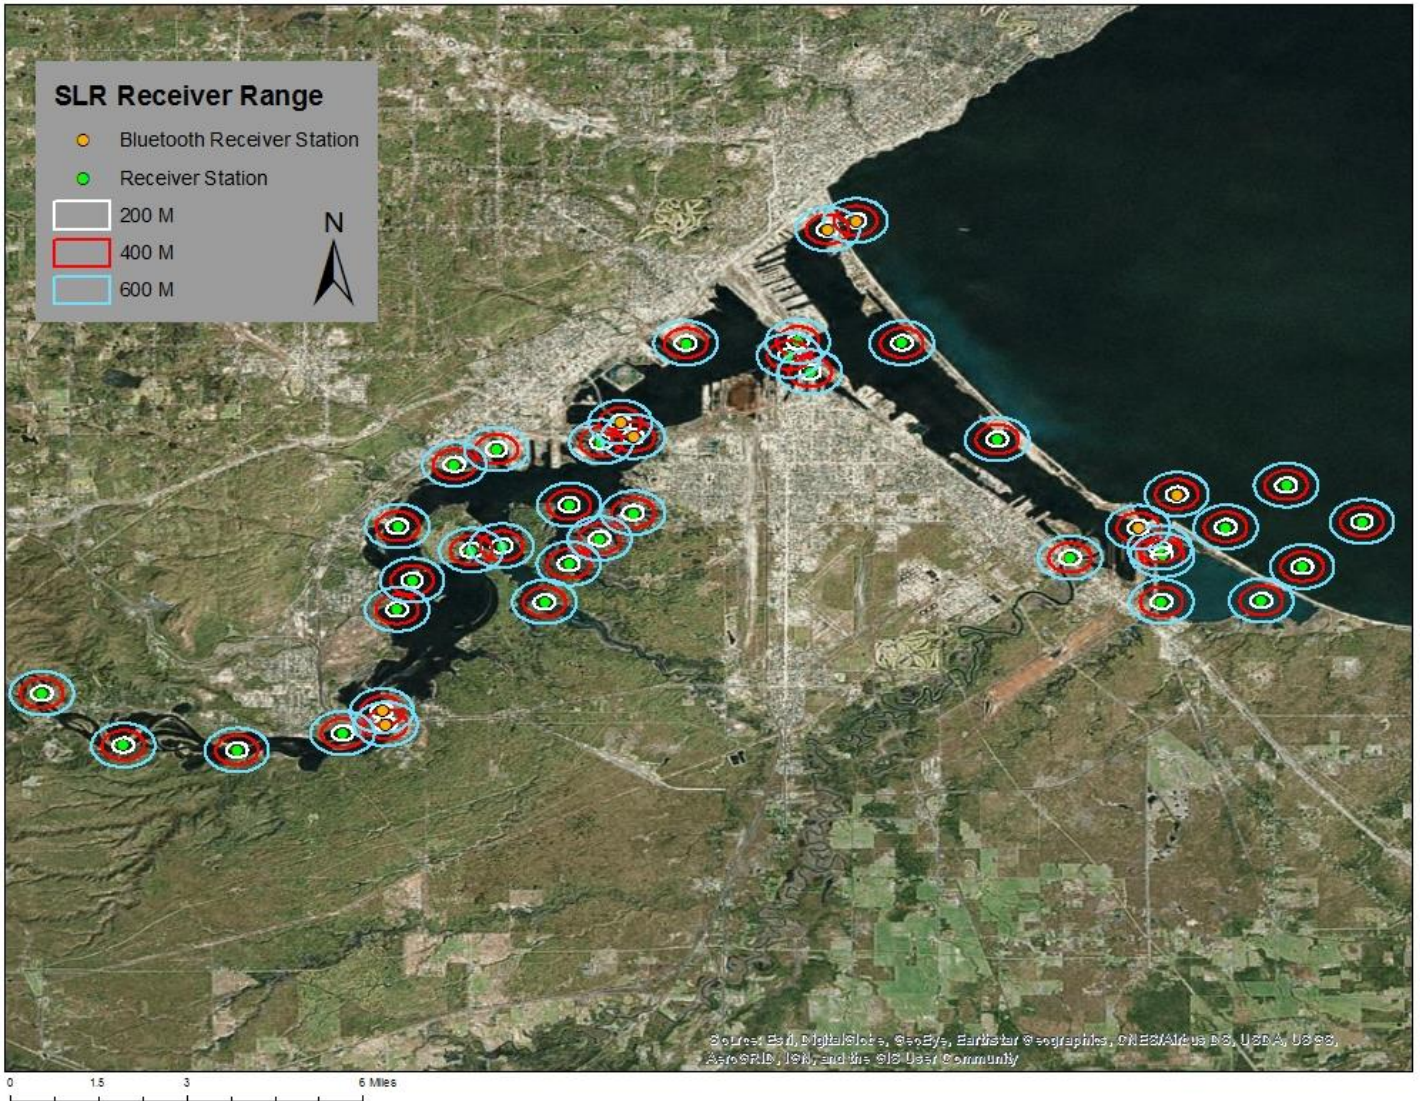 SLR Receiver Range
Bluetooth Receiver Station
Receiver Station
200 M
N
400 M
600 M
Source: Esri, DigitalGlobe, GeoEye, Earthstar Geographics, CNES/Airbus DS, USDA, USGS,
AeroGRID, IGN, and the GIS User Community
0 1.5 3 6 Miles